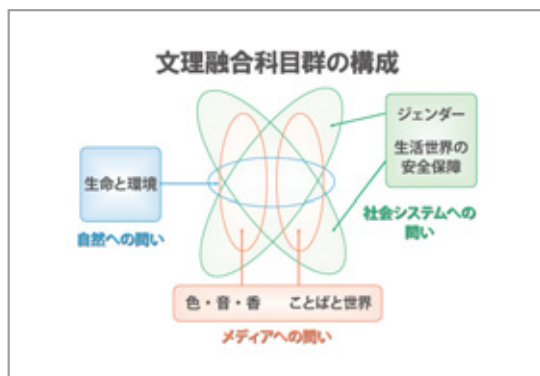 文理融合科目群の構成
ジェンダー
生活世界の
安全保障
社会システムへの
問い
生命と環境
自然への問い
色・音・香 ことばと世界
メディアへの問い